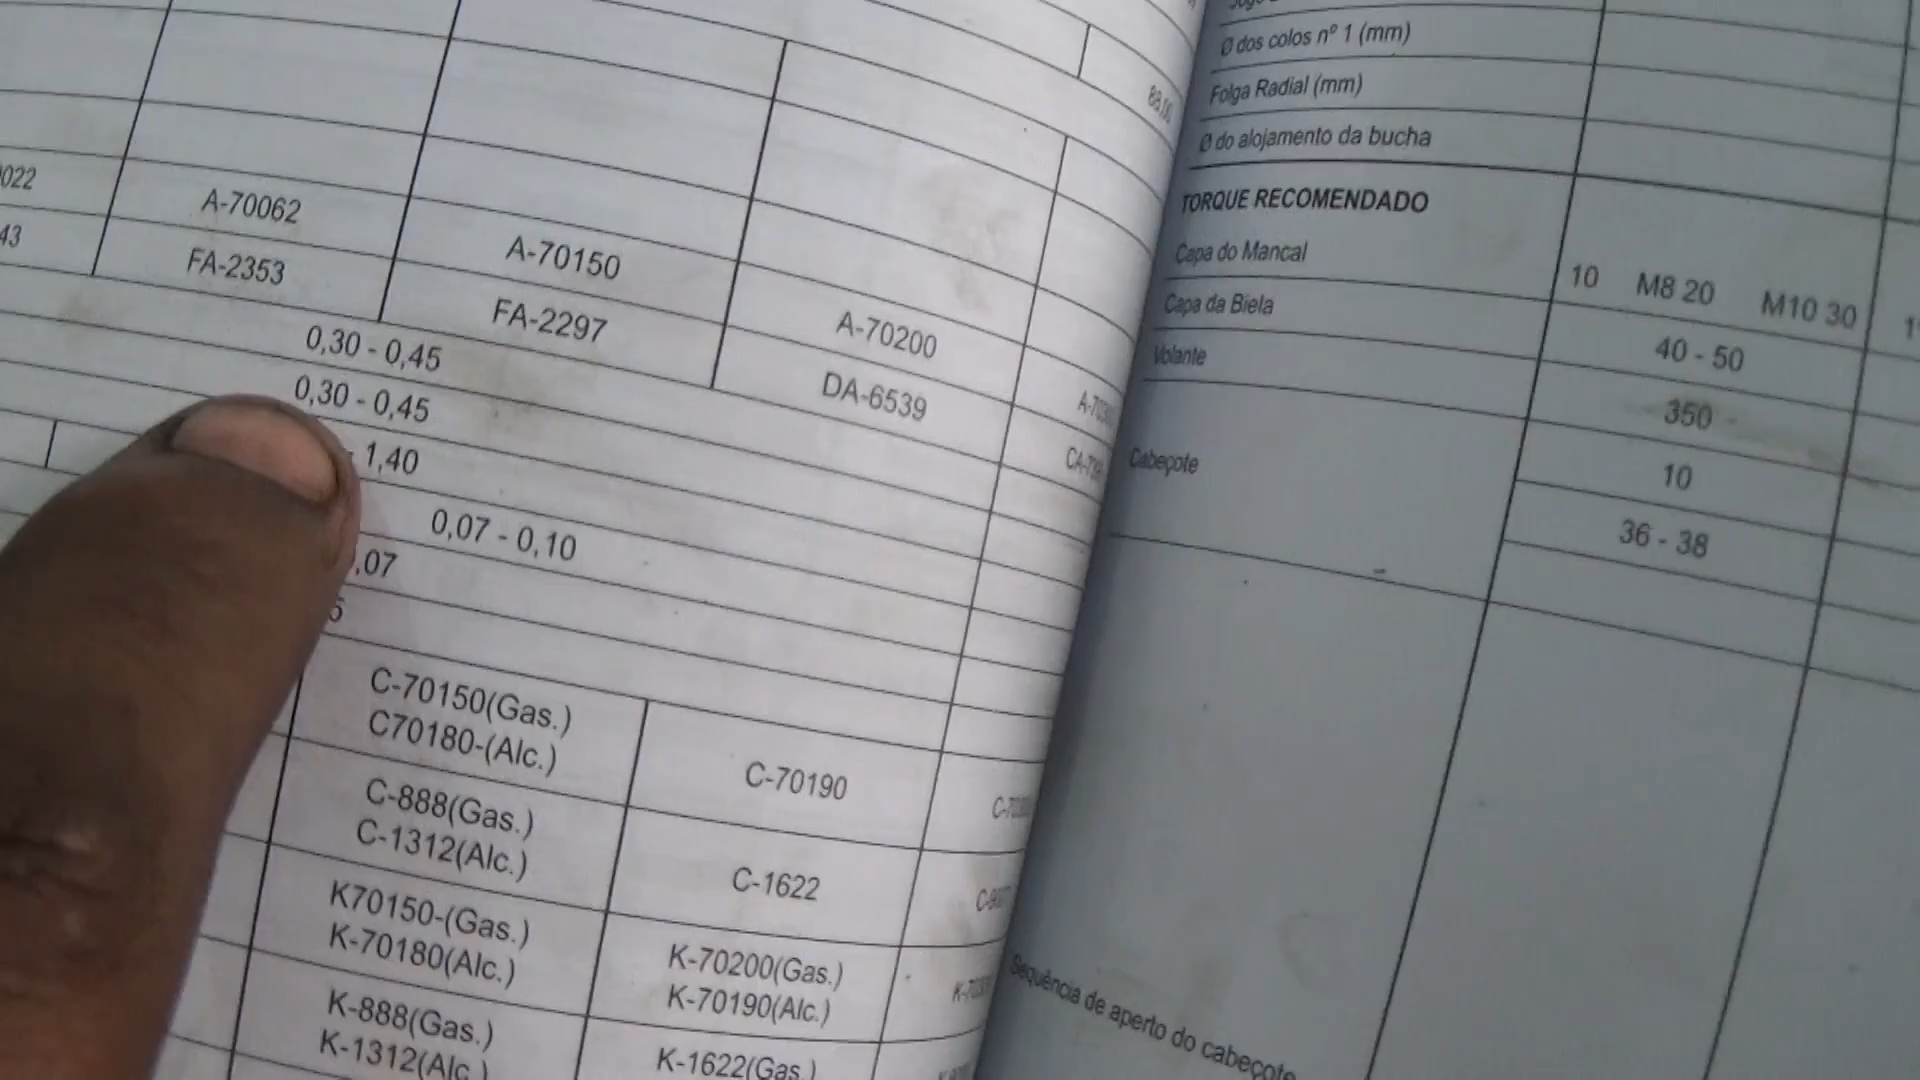 022
A-70062
A-70150
A-70200
43
FA-2353
FA-2297
DA-6539
0,30 - 0,45
0,30 - 0,45
- 1,40
0,07 - 0,10
,07
5
C-70150(Gas.)
C70180-(Alc.)
C-70190
C-888(Gas.)
C-1312(Alc.)
C-1622
K70150-(Gas.)
K-70180(Alc.)
K-70200(Gas.)
K-70190(Alc.)
K-888(Gas.)
K-1312(Alc.)
K-1622(Gas.)
Ø dos colos nº 1 (mm)
Folga Radial (mm)
Ø do alojamento da bucha
TORQUE RECOMENDADO
Capa do Mancal
10 M8 20 M10 30
Capa da Biela
40 - 50
Volante
350
Cabeçote
10
36 - 38
Sequência de aperto do cabeçote